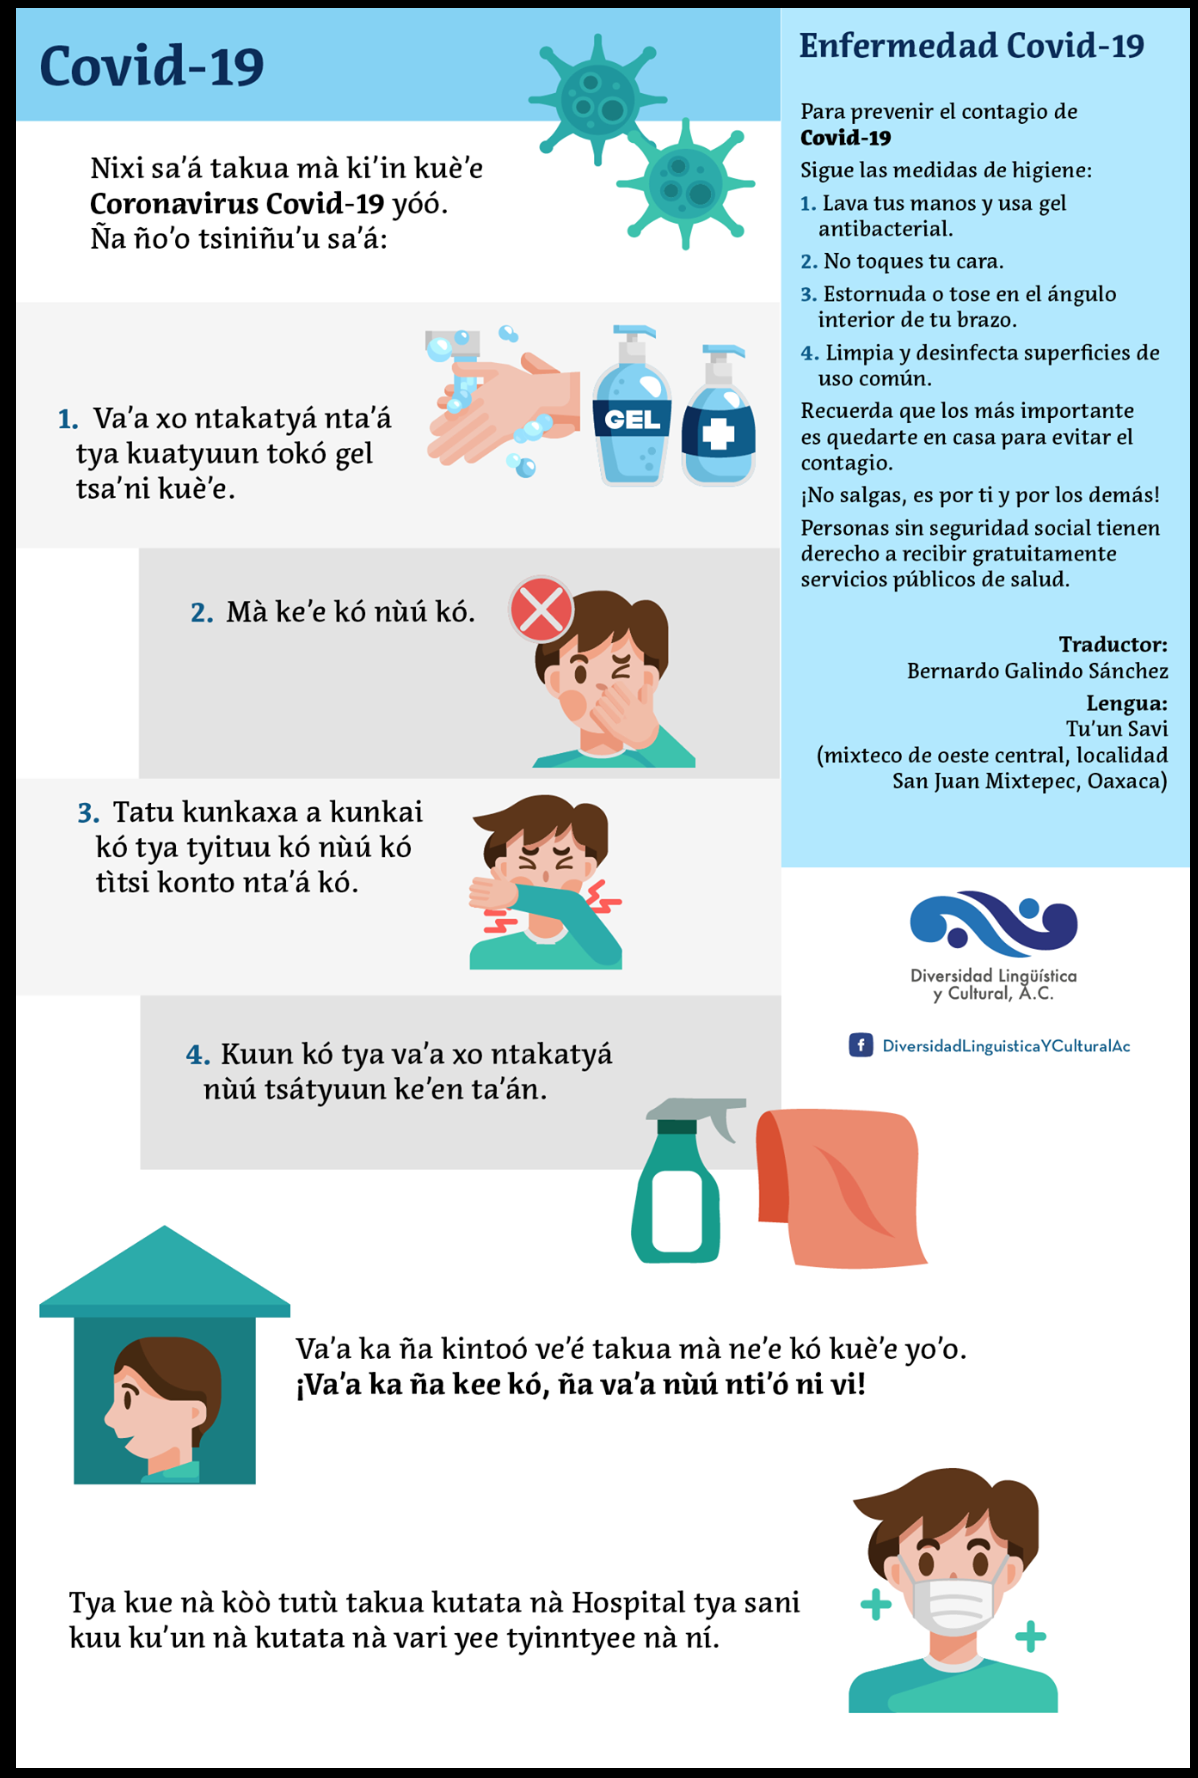 Covid-19
Nixi sa’á takua mà ki’in kuè’e
Coronavirus Covid-19 yóó.
Ña ño’o tsiniñu’u sa’á:
1. Va’a xo ntakatyá nta’á
tya kuatyuun tokó gel
tsa’ni kuè’e.
GEL
2. Mà ke’e kó nùú kó.
3. Tatu kunkaxa a kunkai
kó tya tyituu kó nùú kó
tìtsi konto nta’á kó.
4. Kuun kó tya va’a xo ntakatyá
nùú tsátyuun ke’en ta’án.
Va’a ka ña kintoó ve’é takua mà ne’e kó kuè’e yo’o.
¡Va’a ka ña kee kó, ña va’a nùú nti’ó ni vi!
Tya kue nà kòò tutù takua kutata nà Hospital tya sani
kuu ku’un nà kutata nà vari yee tyinntyee nà ní.
Enfermedad Covid-19
Para prevenir el contagio de
Covid-19
Sigue las medidas de higiene:
1. Lava tus manos y usa gel
antibacterial.
2. No toques tu cara.
3. Estornuda o tose en el ángulo
interior de tu brazo.
4. Limpia y desinfecta superficies de
uso común.
Recuerda que los más importante
es quedarte en casa para evitar el
contagio.
¡No salgas, es por ti y por los demás!
Personas sin seguridad social tienen
derecho a recibir gratuitamente
servicios públicos de salud.
Traductor:
Bernardo Galindo Sánchez
Lengua:
Tu’un Savi
(mixteco de oeste central, localidad
San Juan Mixtepec, Oaxaca)
Diversidad Lingüística
y Cultural, A.C.
f DiversidadLinguisticaYCulturalAc